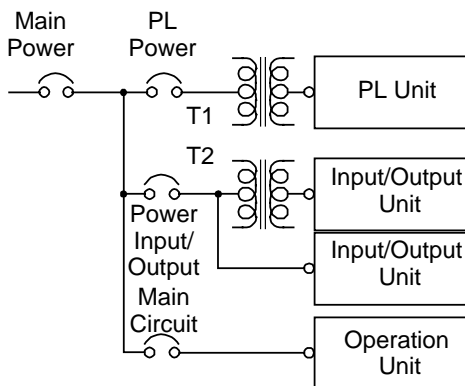 Main
Power
PL
Power
T1
PL Unit
T2
Input/Output
Unit
Power
Input/
Output
Input/Output
Unit
Main
Circuit
Operation
Unit